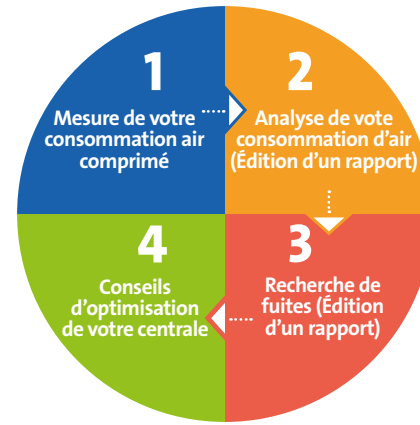 1
Mesure de votre
consommation air
comprimé
2
Analyse de vote
consommation d'air
(Édition d'un rapport)
3
Recherche de
fuites (Édition
d'un rapport)
4
Conseils
d'optimisation
de votre centrale